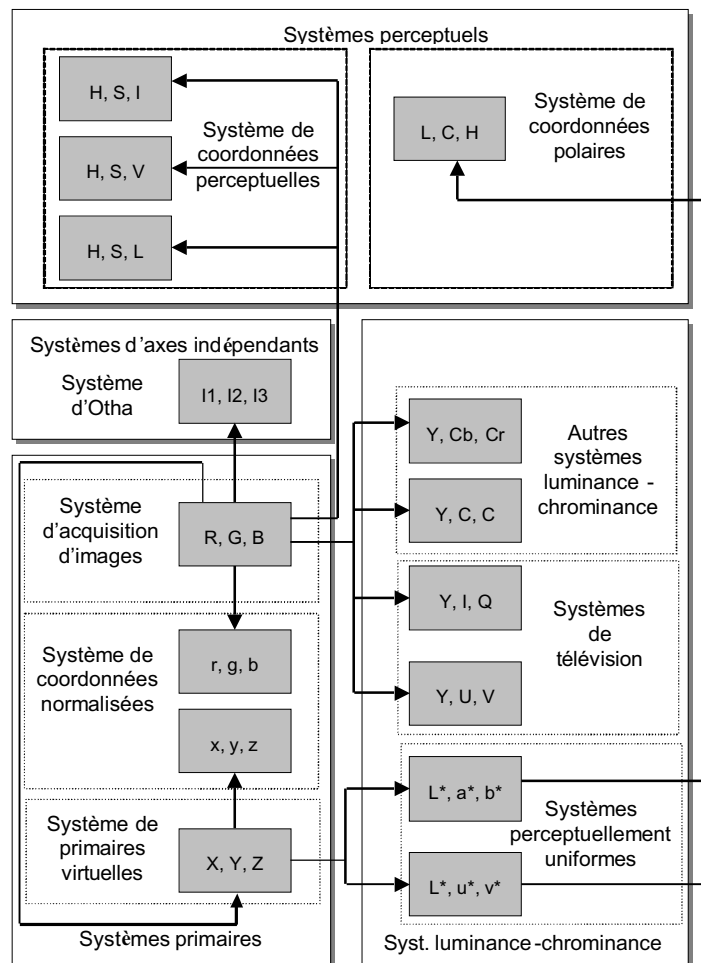 Systèmes perceptuels
H, S, I
Système de
coordonnées
perceptuelles
H, S, V
H, S, L
L, C, H
Système de
coordonnées
polaires
Systèmes d'axes indépendants
Système
d'Otha
I1, I2, I3
Système
d'acquisition
d'images
R, G, B
Système de
coordonnées
normalisées
r, g, b
x, y, z
Système de
primaires
virtuelles
X, Y, Z
Systèmes primaires
Y, Cb, Cr
Autres
systèmes
luminance -
chrominance
Y, C, C
Y, I, Q
Systèmes
de
télévision
Y, U, V
L*, a*, b*
Systèmes
perceptuellement
uniformes
L*, u*, v*
Syst. luminance -chrominance